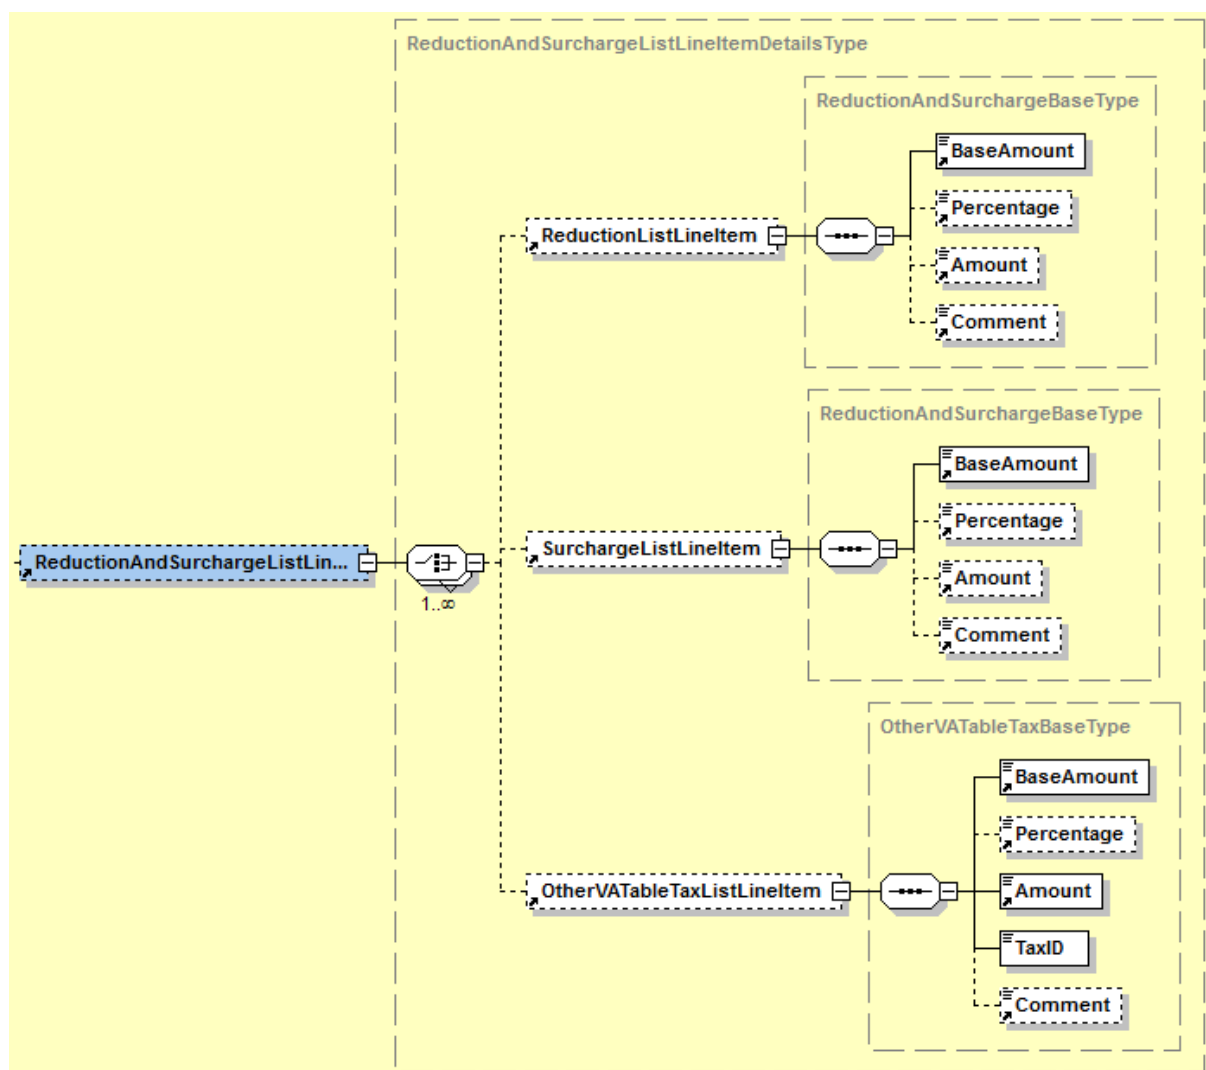 ReductionAndSurchargeListLineItemDetailsType
ReductionAndSurchargeBaseType
BaseAmount
Percentage
ReductionListLineItem
Amount
Comment
ReductionAndSurchargeBaseType
BaseAmount
Percentage
SurchargeListLineItem
ReductionAndSurchargeListLin...
Amount
1..∞
Comment
OtherVATableTaxBaseType
BaseAmount
Percentage
OtherVATableTaxListLineItem
Amount
TaxID
Comment